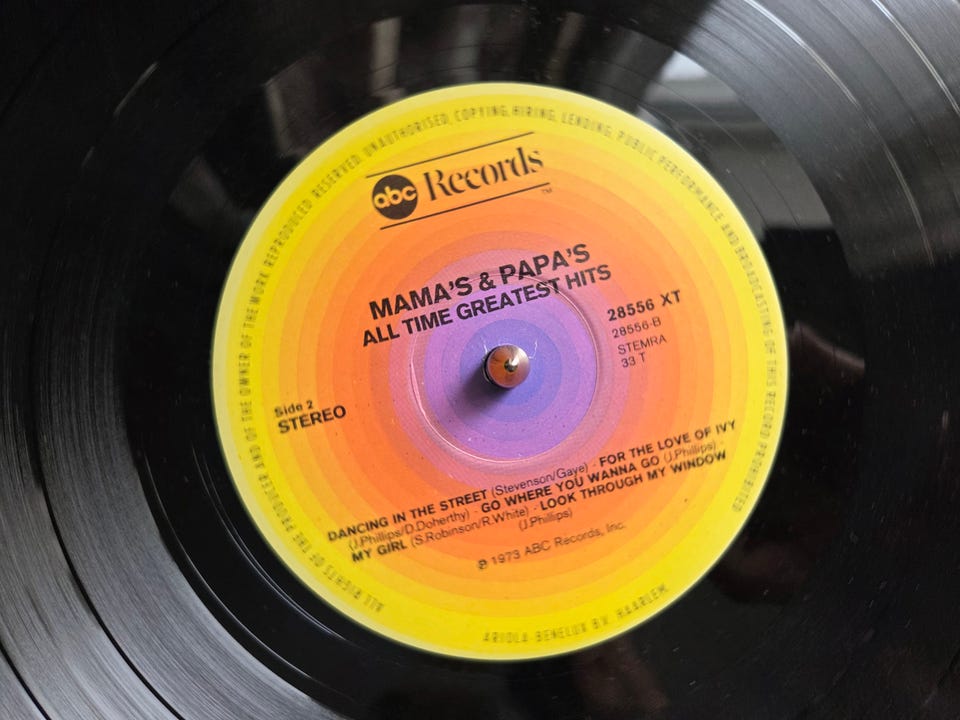 abc Records™
MAMA'S & PAPA'S
ALL TIME GREATEST HITS
28556 XT
28556-B
STEMRA
33 T
Side 2
STEREO
DANCING IN THE STREET (Stevenson/Gaye) - FOR THE LOVE OF IVY
(J.Phillips/D.Doherthy) - GO WHERE YOU WANNA GO (J.Phillips) -
MY GIRL (S.Robinson/R.White) - LOOK THROUGH MY WINDOW
(J.Phillips)
℗ 1973 ABC Records, Inc.
ALL RIGHTS OF THE PRODUCER AND OF THE OWNER OF THE WORK REPRODUCED RESERVED. UNAUTHORISED, COPYING, HIRING, LENDING, PUBLIC PERFORMANCE AND BROADCASTING OF THIS RECORD PROHIBITED
ARIOLA-BENELUX B.V. HAARLEM